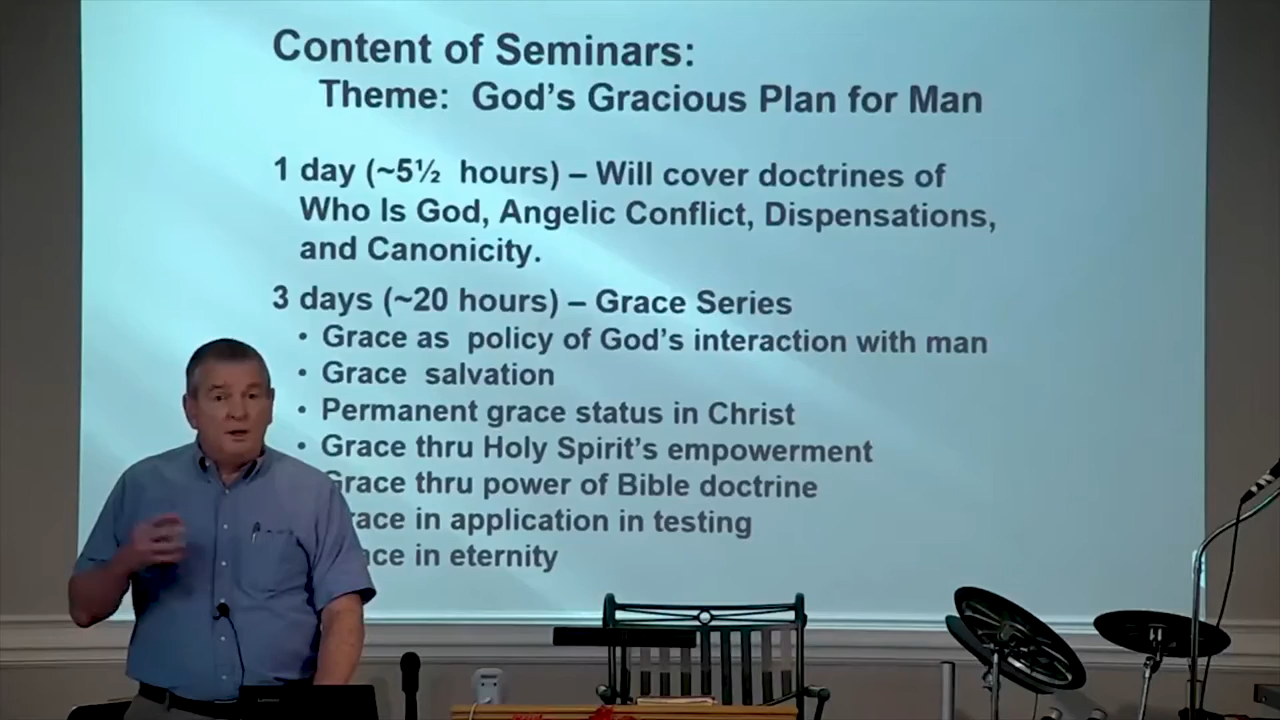 Content of Seminars:
Theme: God's Gracious Plan for Man
1 day (~5½ hours) – Will cover doctrines of
Who Is God, Angelic Conflict, Dispensations,
and Canonicity.
3 days (~20 hours) – Grace Series
• Grace as policy of God's interaction with man
• Grace salvation
• Permanent grace status in Christ
• Grace thru Holy Spirit's empowerment
Grace thru power of Bible doctrine
race in application in testing
ace in eternity